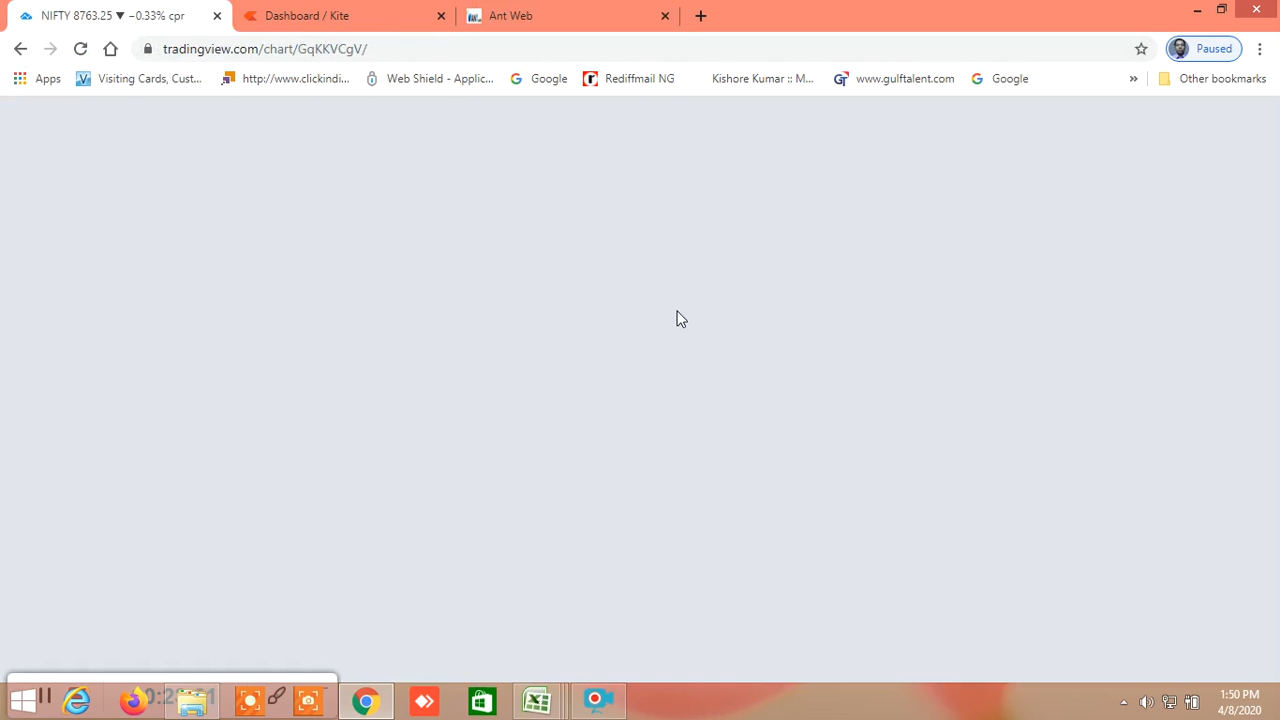 NIFTY 8763.25 ▼ −0.33% cpr
Dashboard / Kite
Ant Web
tradingview.com/chart/GqKKVCgV/
Paused
Apps
Visiting Cards, Cust...
http://www.clickindi...
Web Shield - Applic...
Google
Rediffmail NG
Kishore Kumar :: M...
www.gulftalent.com
Google
»
Other bookmarks
1:50 PM
4/8/2020